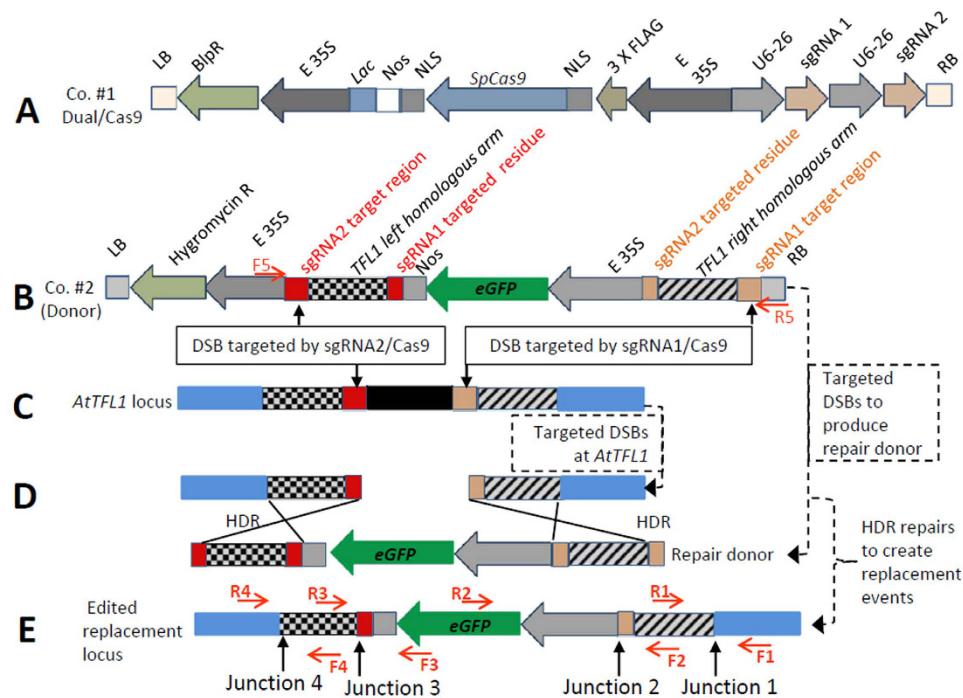 A
Co. #1
Dual/Cas9
LB
BlpR
E 35S
Lac
Nos
NLS
SpCas9
NLS
3 X FLAG
E
35S
U6-26
sgRNA 1
U6-26
sgRNA 2
RB
B
Co. #2
(Donor)
LB
Hygromycin R
E 35S
F5
sgRNA2 target region
TFL1 left homologous arm
sgRNA1 targeted residue
Nos
eGFP
E 35S
sgRNA2 targeted residue
TFL1 right homologous arm
sgRNA1 target region
RB
R5
DSB targeted by sgRNA2/Cas9
DSB targeted by sgRNA1/Cas9
C
AtTFL1 locus
Targeted DSBs
at AtTFL1
Targeted
DSBs to
produce
repair donor
D
HDR
HDR
eGFP
Repair donor
HDR repairs
to create
replacement
events
E
Edited
replacement
locus
R4
R3
R2
R1
eGFP
F4
F3
F2
F1
Junction 4
Junction 3
Junction 2
Junction 1